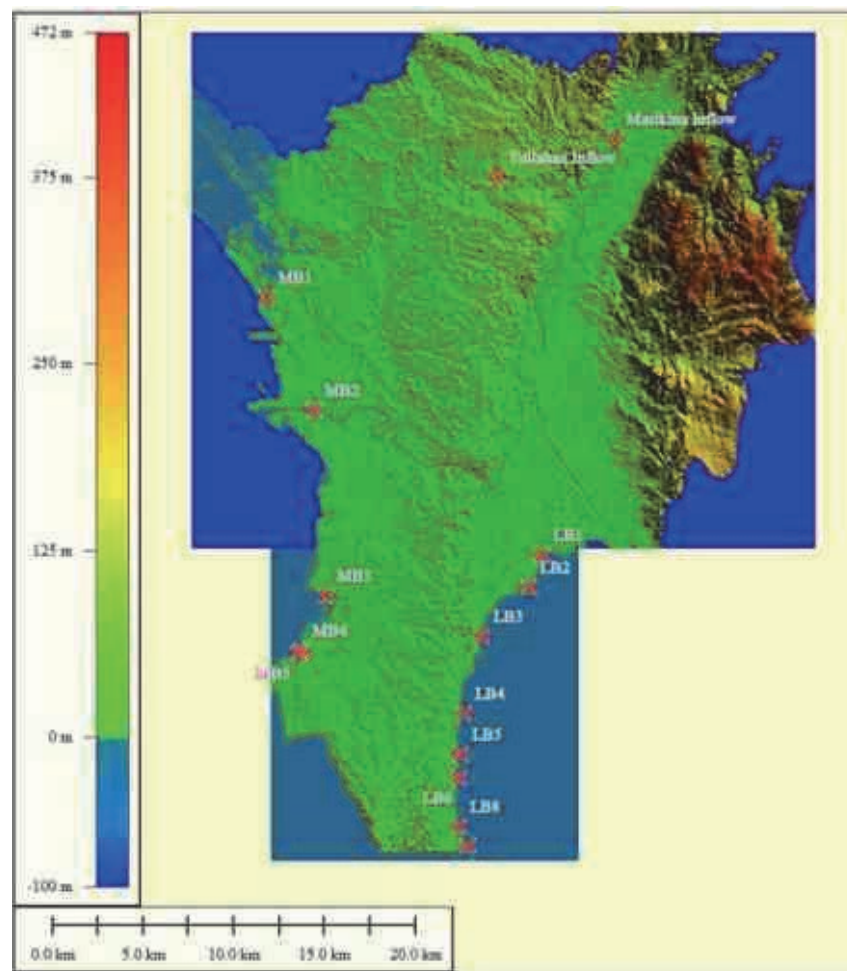 472 m
375 m
250 m
125 m
0 m
-100 m
Marikina Inflow
Tullahan Inflow
MB1
MB2
LB1
LB2
MB3
LB3
MB4
LB4
LB5
LB6
LB8
0.0 km 5.0 km 10.0 km 15.0 km 20.0 km